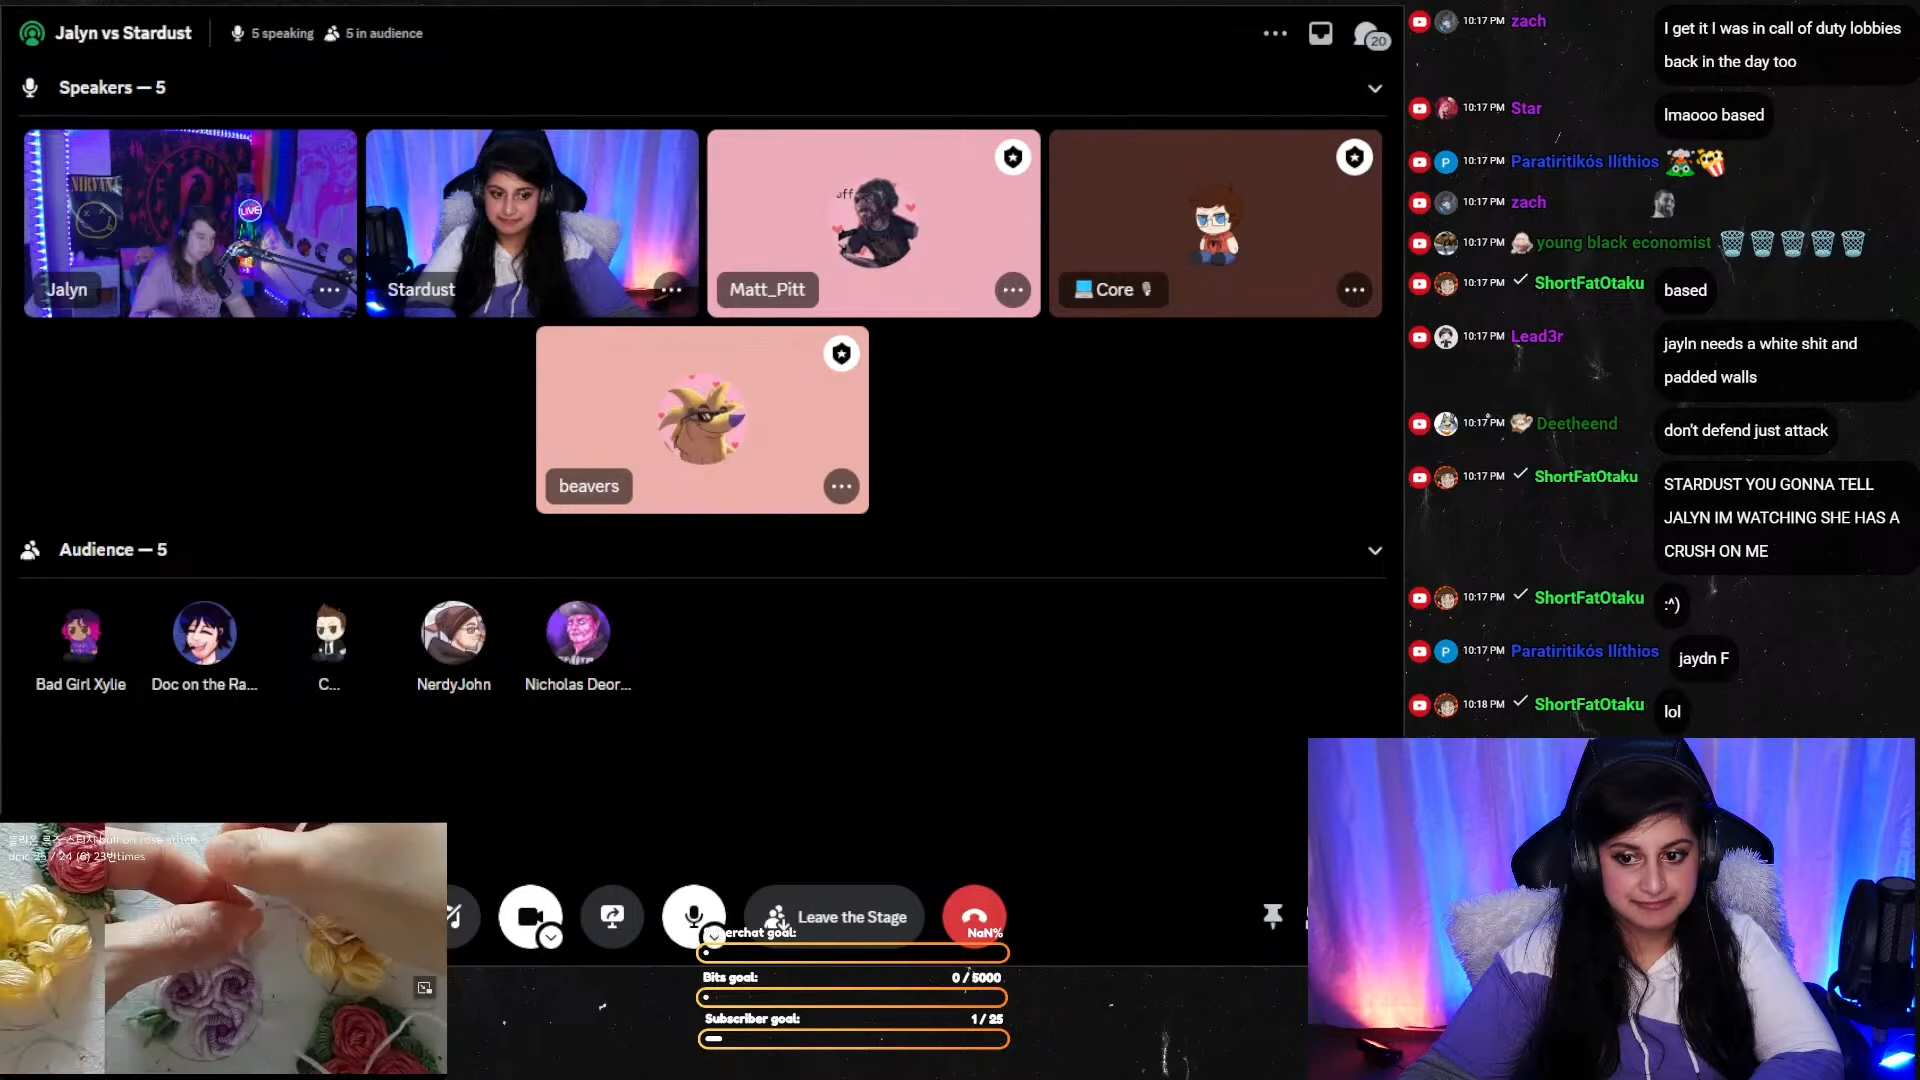 Jalyn vs Stardust
5 speaking
5 in audience
20
Speakers — 5
NIRVANA
LIVE
Jalyn
Stardust
Matt_Pitt
Core
beavers
Audience — 5
Bad Girl Xylie
Doc on the Ra...
C...
NerdyJohn
Nicholas Deor...
Leave the Stage
NaN%
Bits goal:
0 / 5000
Subscriber goal:
1 / 25
10:17 PM zach
I get it I was in call of duty lobbies
back in the day too
10:17 PM Star
lmaooo based
P 10:17 PM Paratiritikós Ilíthios
10:17 PM zach
10:17 PM young black economist
10:17 PM ShortFatOtaku
based
10:17 PM Lead3r
jayln needs a white shit and
padded walls
10:17 PM Deetheend
don't defend just attack
10:17 PM ShortFatOtaku
STARDUST YOU GONNA TELL
JALYN IM WATCHING SHE HAS A
CRUSH ON ME
10:17 PM ShortFatOtaku
:^)
P 10:17 PM Paratiritikós Ilíthios
jaydn F
10:18 PM ShortFatOtaku
lol